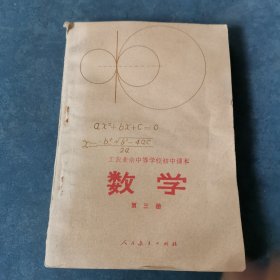 ax²+bx+c=0
x=-b±√b²-4ac
2a
工农业余中等学校初中课本
数学
第三册
人民教育出版社